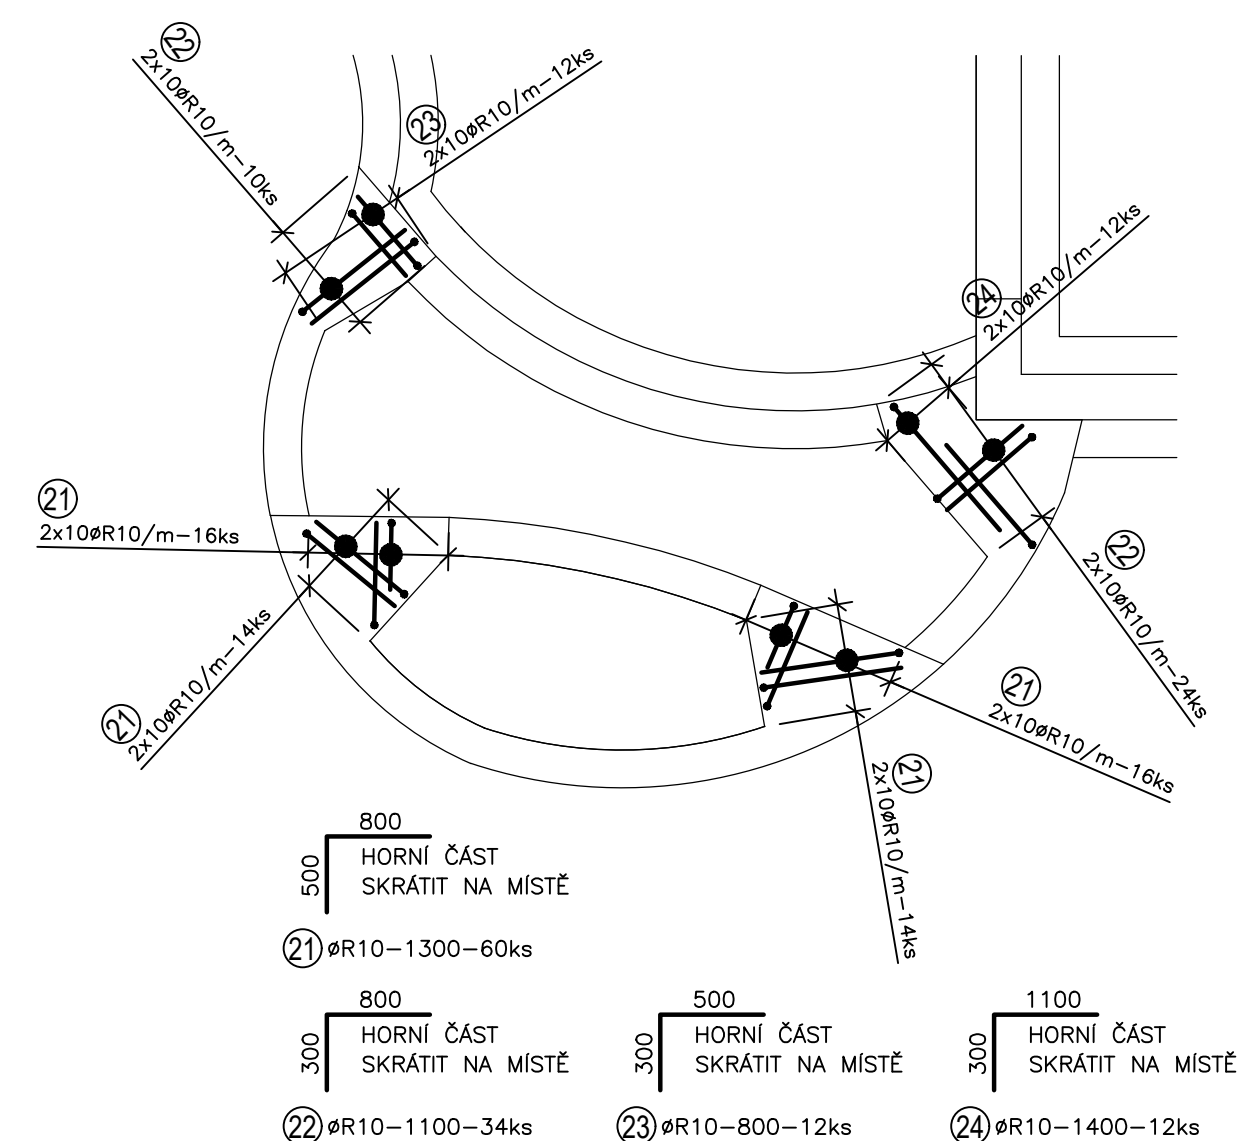 22
2x10øR10/m-10ks
23
2x10øR10/m-12ks
24
2x10øR10/m-12ks
21
2x10øR10/m-16ks
22
2x10øR10/m-24ks
21
2x10øR10/m-14ks
21
2x10øR10/m-16ks
21
2x10øR10/m-14ks
800
500
HORNÍ ČÁST
SKRÁTIT NA MÍSTĚ
21 øR10-1300-60ks
800
300
HORNÍ ČÁST
SKRÁTIT NA MÍSTĚ
22 øR10-1100-34ks
500
300
HORNÍ ČÁST
SKRÁTIT NA MÍSTĚ
23 øR10-800-12ks
1100
300
HORNÍ ČÁST
SKRÁTIT NA MÍSTĚ
24 øR10-1400-12ks